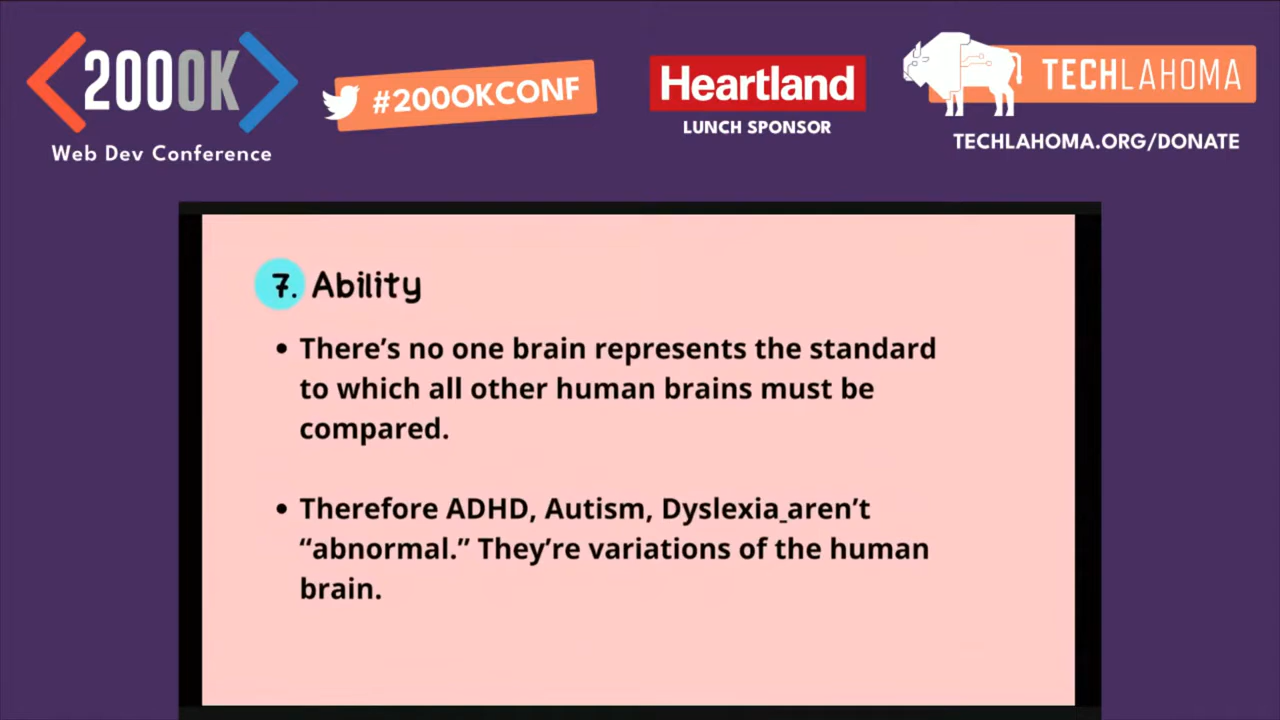 200OK
Web Dev Conference
#200OKCONF
Heartland
LUNCH SPONSOR
TECHLAHOMA
TECHLAHOMA.ORG/DONATE
7. Ability
• There's no one brain represents the standard
to which all other human brains must be
compared.
• Therefore ADHD, Autism, Dyslexia aren't
“abnormal.” They're variations of the human
brain.